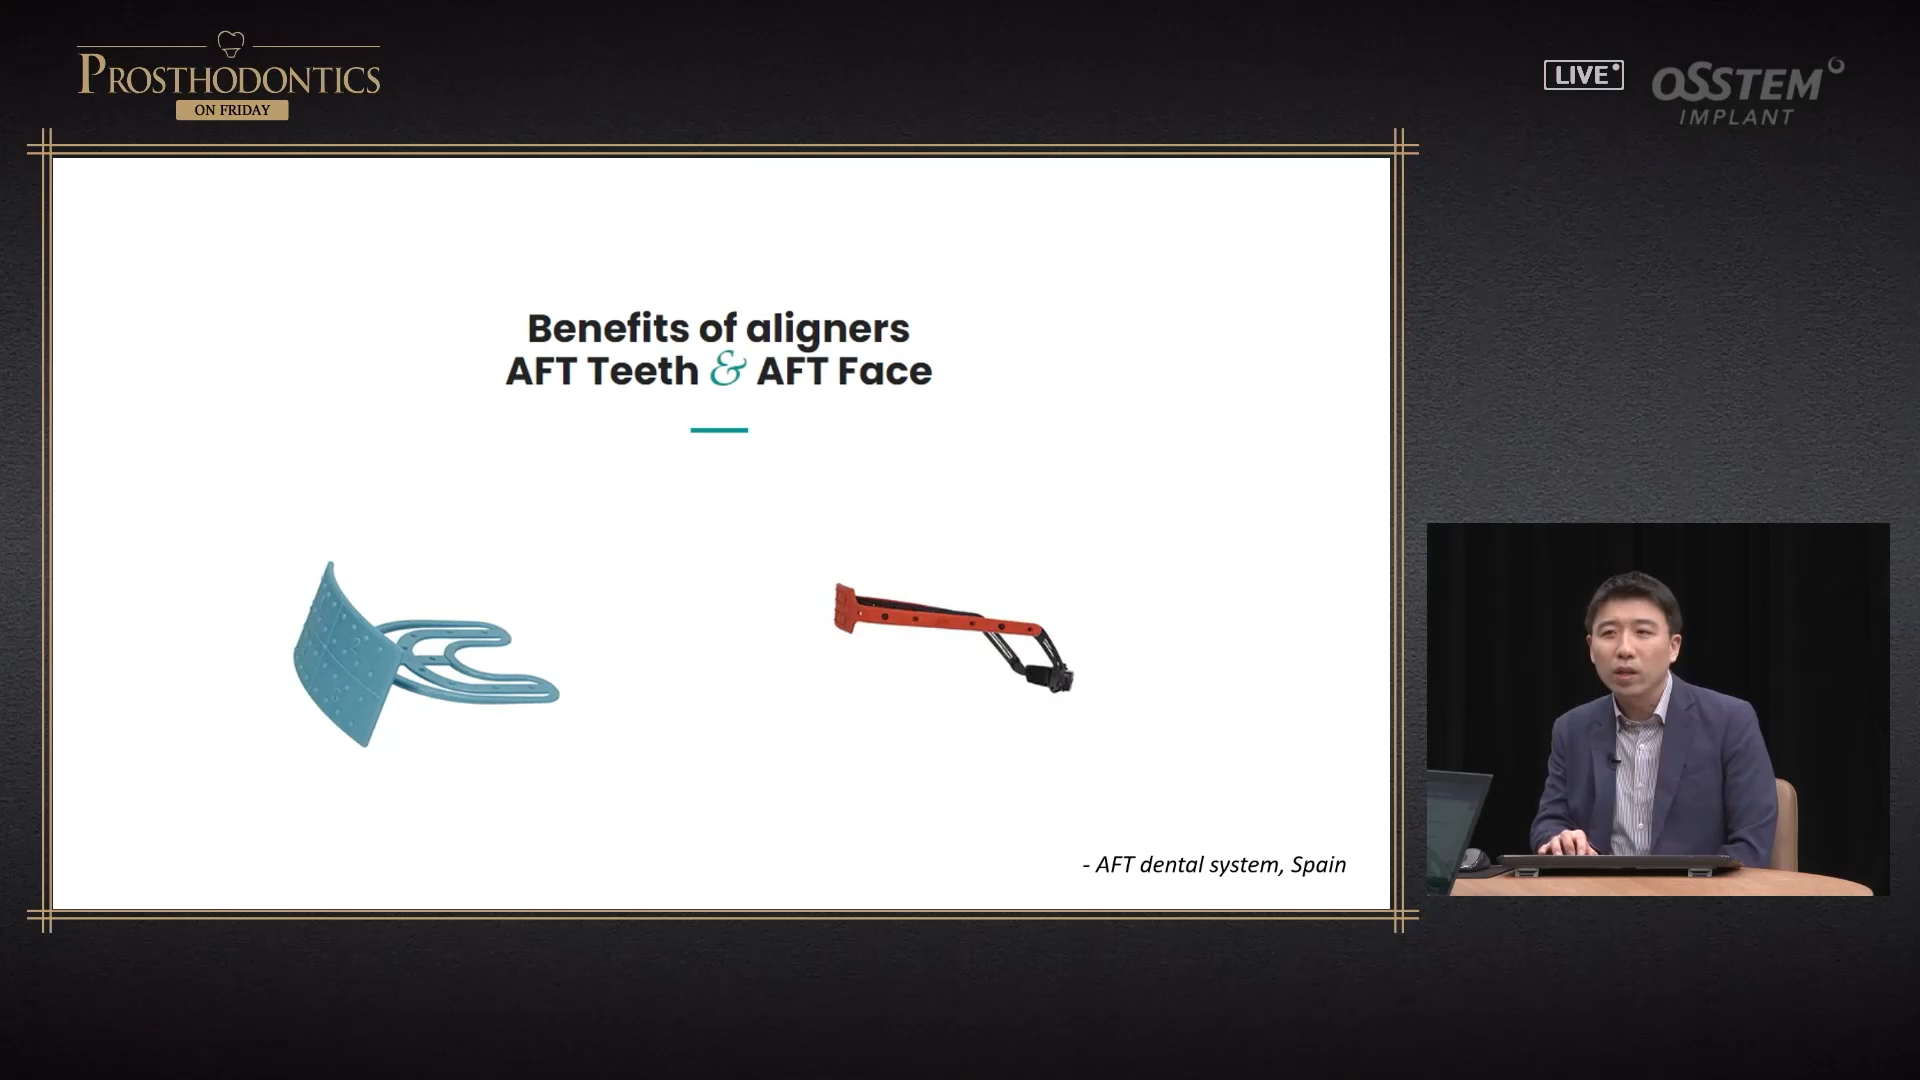 PROSTHODONTICS
ON FRIDAY
LIVE
OSSTEM
IMPLANT
Benefits of aligners
AFT Teeth & AFT Face
- AFT dental system, Spain